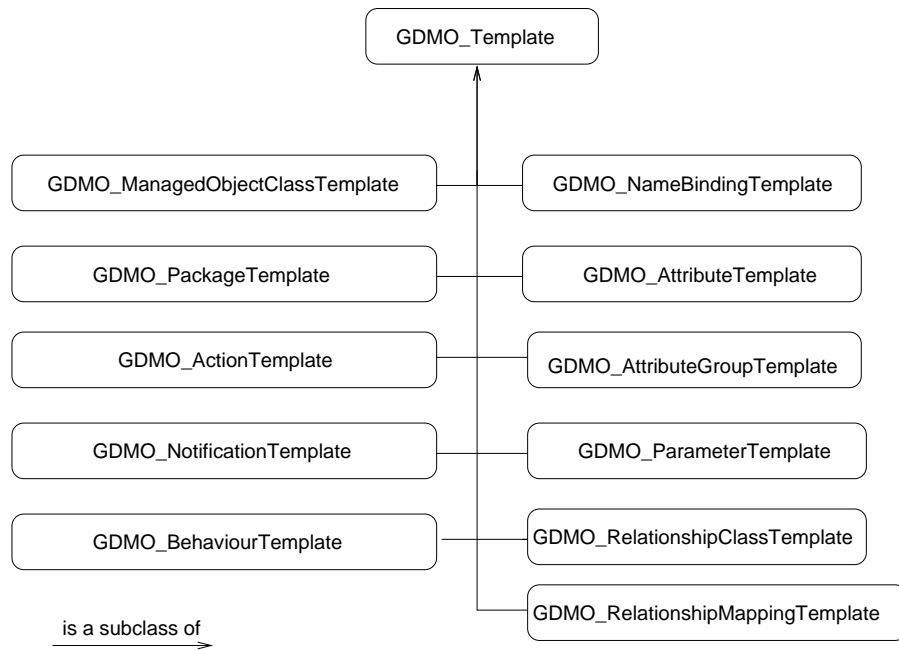 GDMO_Template
GDMO_ManagedObjectClassTemplate
GDMO_NameBindingTemplate
GDMO_PackageTemplate
GDMO_AttributeTemplate
GDMO_ActionTemplate
GDMO_AttributeGroupTemplate
GDMO_NotificationTemplate
GDMO_ParameterTemplate
GDMO_BehaviourTemplate
GDMO_RelationshipClassTemplate
GDMO_RelationshipMappingTemplate
is a subclass of